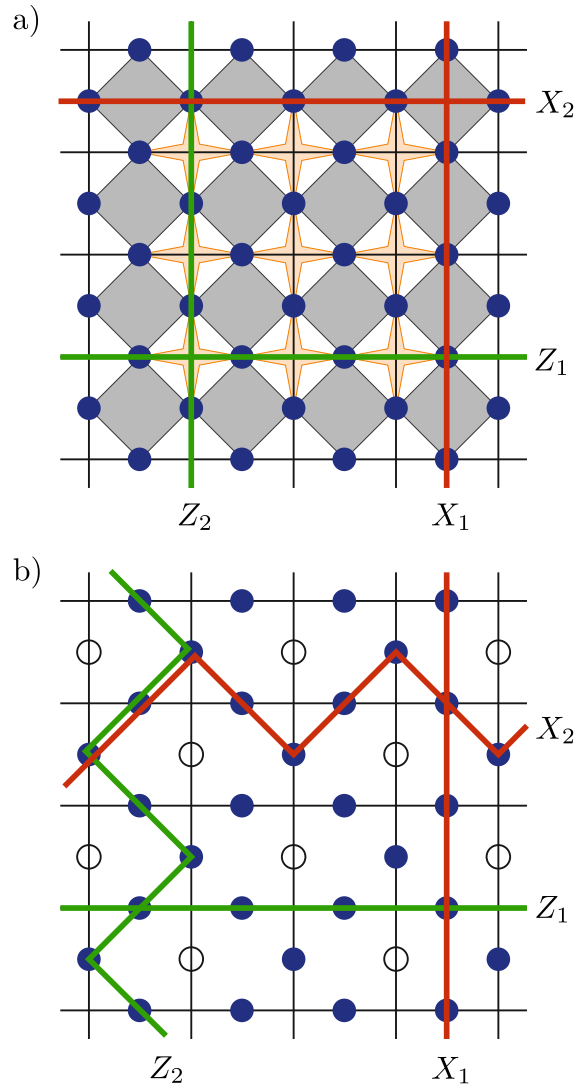 a)
X₂
Z₁
Z₂ X₁
b)
X₂
Z₁
Z₂ X₁